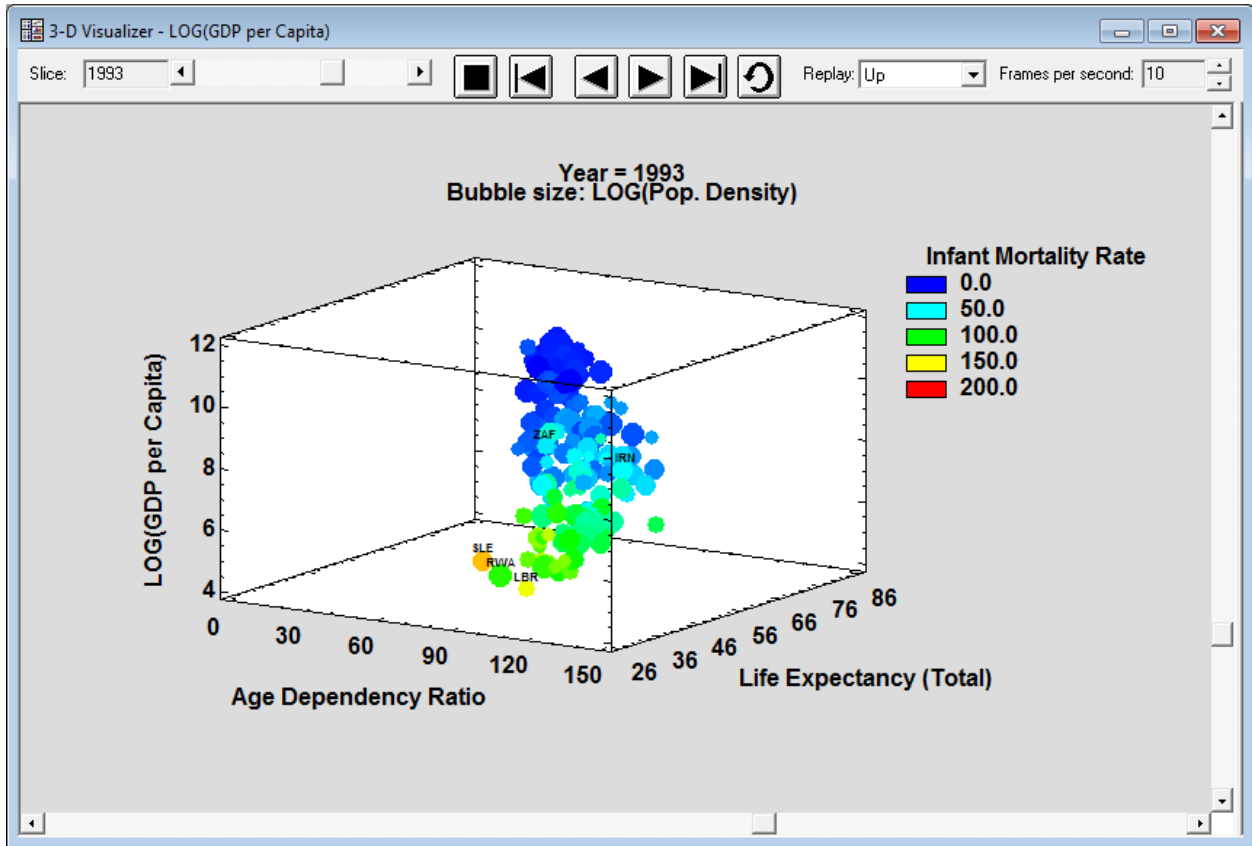 3-D Visualizer - LOG(GDP per Capita)
Slice: 1993 Replay: Up Frames per second: 10
Year = 1993
Bubble size: LOG(Pop. Density)
Infant Mortality Rate
0.0
50.0
100.0
150.0
200.0
LOG(GDP per Capita)
12
10
8
6
4
ZAF
IRN
SLE
RWA
LBR
0 30 60 90 120 150
26 36 46 56 66 76 86
Age Dependency Ratio
Life Expectancy (Total)